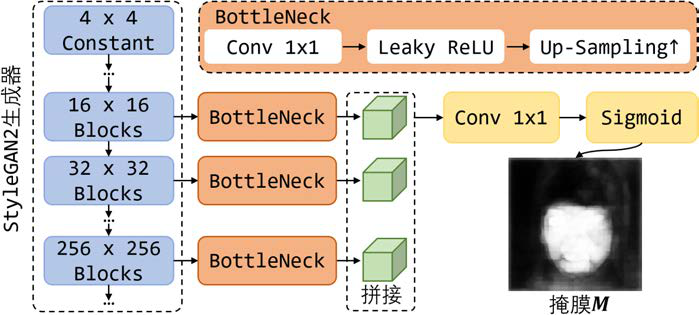 StyleGAN2生成器
4 x 4
Constant
...
16 x 16
Blocks
32 x 32
Blocks
...
256 x 256
Blocks
...
BottleNeck
Conv 1x1
Leaky ReLU
Up-Sampling↑
BottleNeck
BottleNeck
BottleNeck
拼接
Conv 1x1
Sigmoid
掩膜M